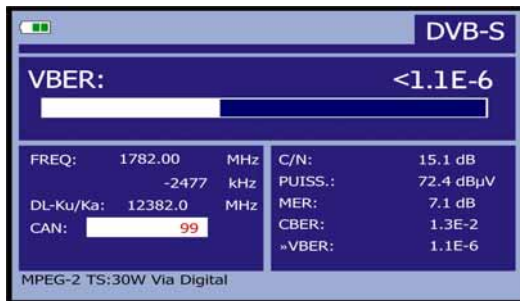 DVB-S
VBER: <1.1E-6
FREQ: 1782.00 MHz
-2477 kHz
DL-Ku/Ka: 12382.0 MHz
CAN: 99
C/N: 15.1 dB
PUISS.: 72.4 dBµV
MER: 7.1 dB
CBER: 1.3E-2
»VBER: 1.1E-6
MPEG-2 TS:30W Via Digital